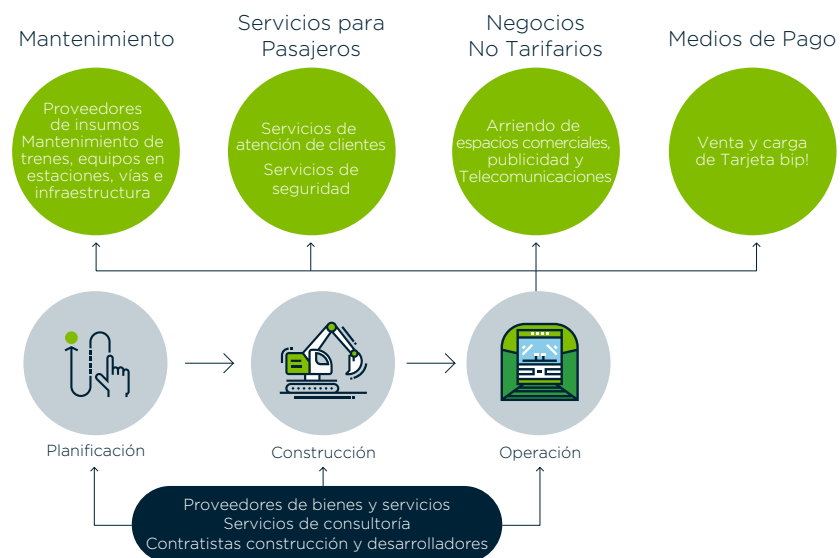 Mantenimiento
Servicios para
Pasajeros
Negocios
No Tarifarios
Medios de Pago
Proveedores
de insumos
Mantenimiento de
trenes, equipos en
estaciones, vías e
infraestructura
Servicios de
atención de clientes
Servicios de
seguridad
Arriendo de
espacios comerciales,
publicidad y
Telecomunicaciones
Venta y carga
de Tarjeta bip!
Planificación
Construcción
Operación
Proveedores de bienes y servicios
Servicios de consultoría
Contratistas construcción y desarrolladores